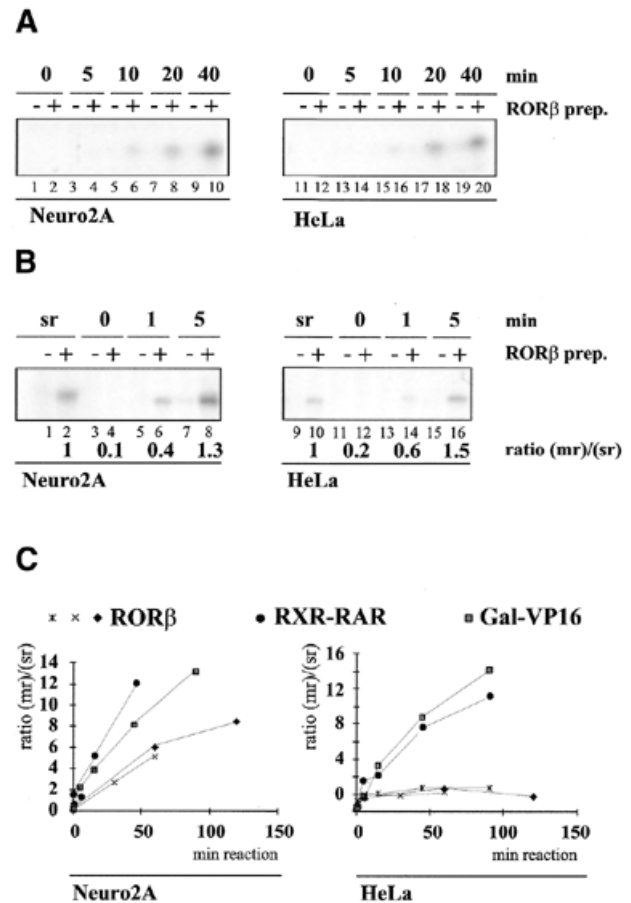 A
0 5 10 20 40 0 5 10 20 40 min
- + - + - + - + - + - + - + - + - + - + RORβ prep.
1 2 3 4 5 6 7 8 9 10 11 12 13 14 15 16 17 18 19 20
Neuro2A HeLa
B
sr 0 1 5 sr 0 1 5 min
- + - + - + - + - + - + - + - + RORβ prep.
1 2 3 4 5 6 7 8 9 10 11 12 13 14 15 16
1 0.1 0.4 1.3 1 0.2 0.6 1.5 ratio (mr)/(sr)
Neuro2A HeLa
C
RORβ RXR-RAR Gal-VP16
ratio (mr)/(sr)
14
12
10
8
6
4
2
0
0 50 100 150
min reaction
Neuro2A
ratio (mr)/(sr)
16
12
8
4
0
0 50 100 150
min reaction
HeLa